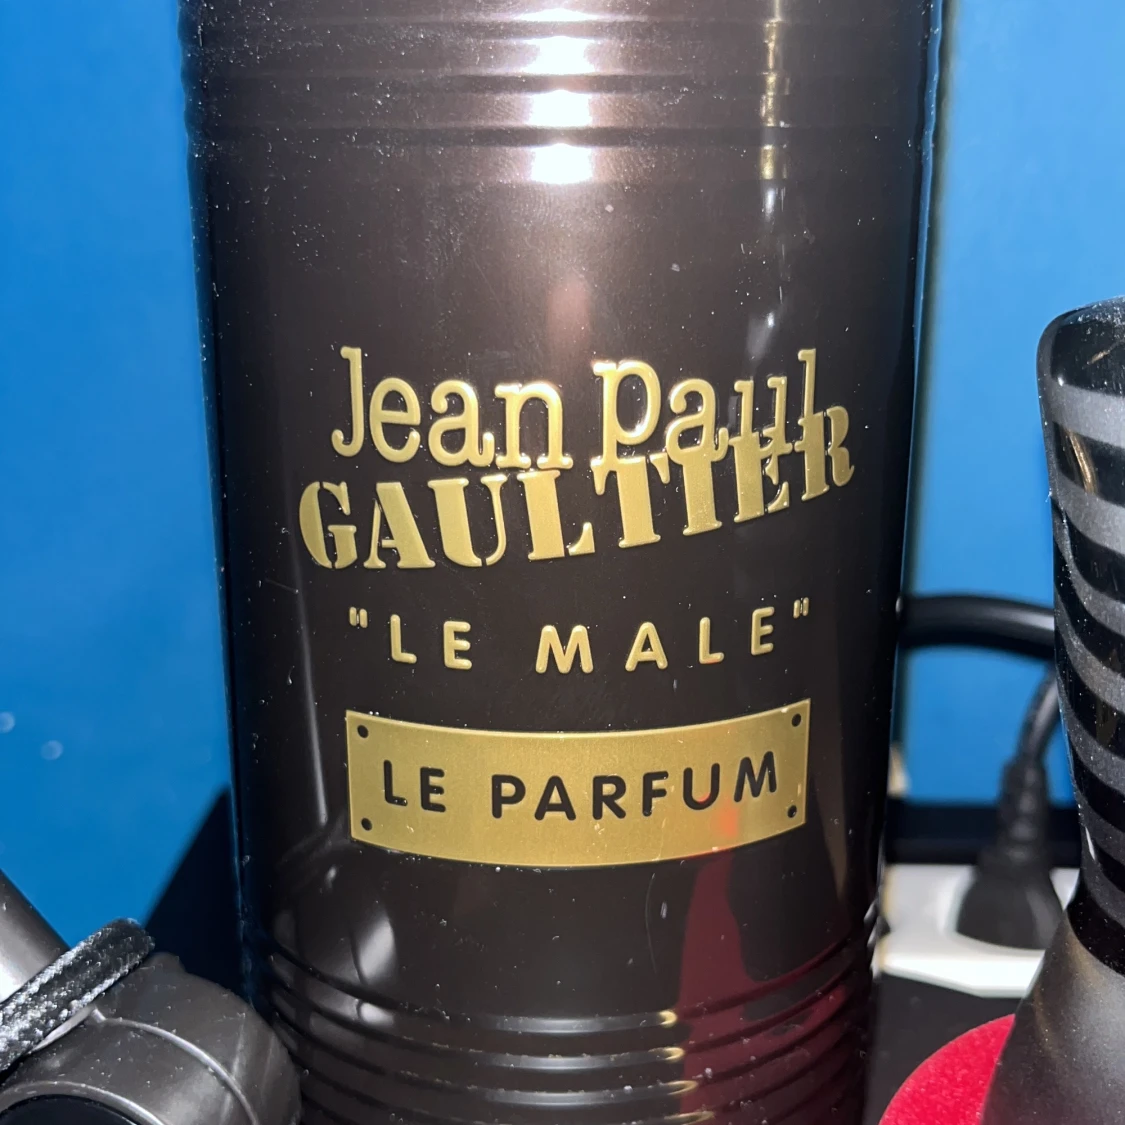 Jean Paul
GAULTIER
"LE MALE"
LE PARFUM